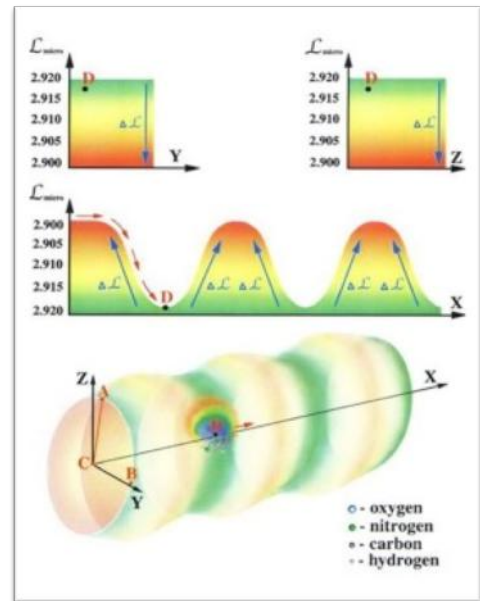 ℒmicro
2.920
2.915
2.910
2.905
2.900
D
Δℒ
Y
ℒmicro
2.920
2.915
2.910
2.905
2.900
D
Δℒ
Z
ℒmicro
2.900
2.905
2.910
2.915
2.920
D
Δℒ
Δℒ
Δℒ
Δℒ
Δℒ
X
Z
A
X
C
B
Y
- oxygen
- nitrogen
- carbon
- hydrogen